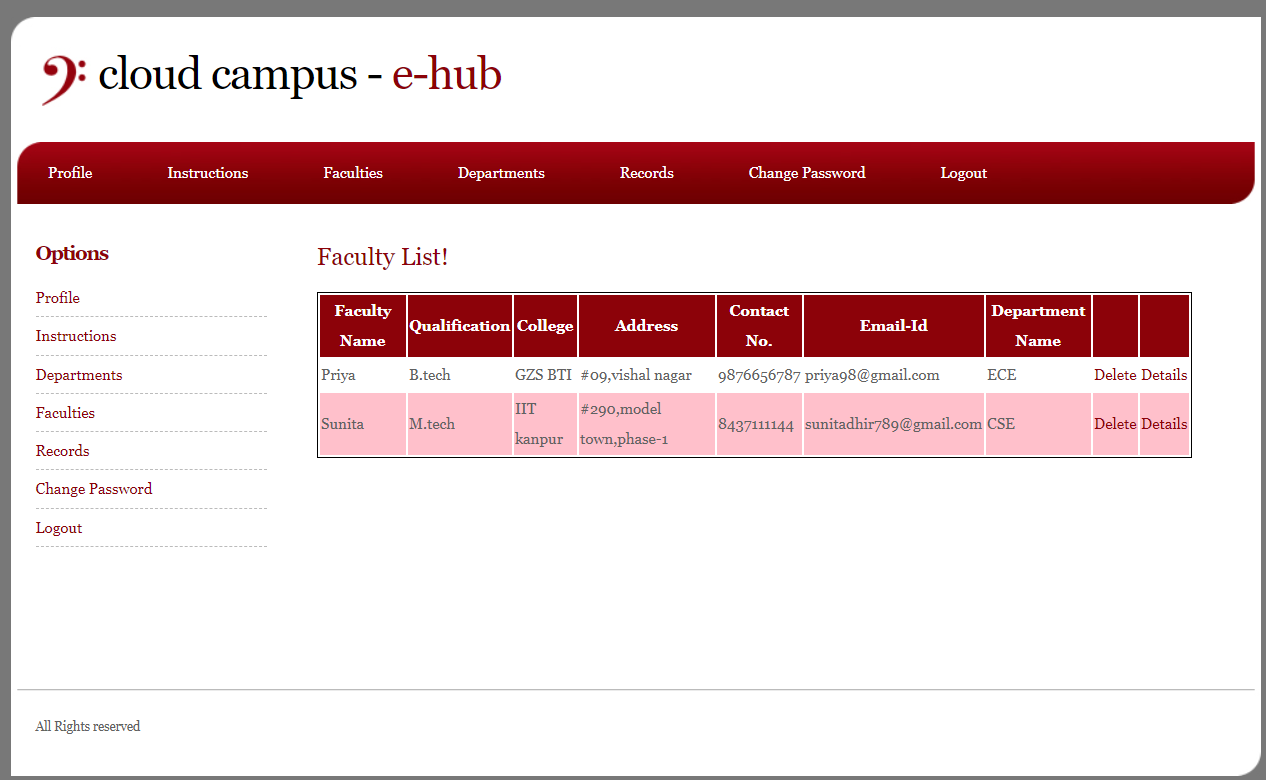 cloud campus - e-hub
Profile Instructions Faculties Departments Records Change Password Logout
Options
Profile
Instructions
Departments
Faculties
Records
Change Password
Logout
Faculty List!
Faculty Name Qualification College Address Contact No. Email-Id Department Name
Priya B.tech GZS BTI #09,vishal nagar 9876656787 priya98@gmail.com ECE Delete Details
Sunita M.tech IIT kanpur #290,model town,phase-1 8437111144 sunitadhir789@gmail.com CSE Delete Details
All Rights reserved